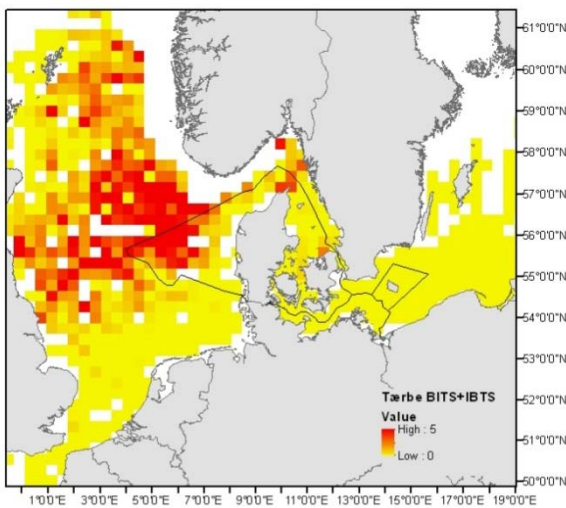 61°0'0"N
60°0'0"N
59°0'0"N
58°0'0"N
57°0'0"N
56°0'0"N
55°0'0"N
54°0'0"N
53°0'0"N
52°0'0"N
51°0'0"N
50°0'0"N
Tærbe BITS+IBTS
Value
High : 5
Low : 0
1°0'0"E 3°0'0"E 5°0'0"E 7°0'0"E 9°0'0"E 11°0'0"E 13°0'0"E 15°0'0"E 17°0'0"E 19°0'0"E